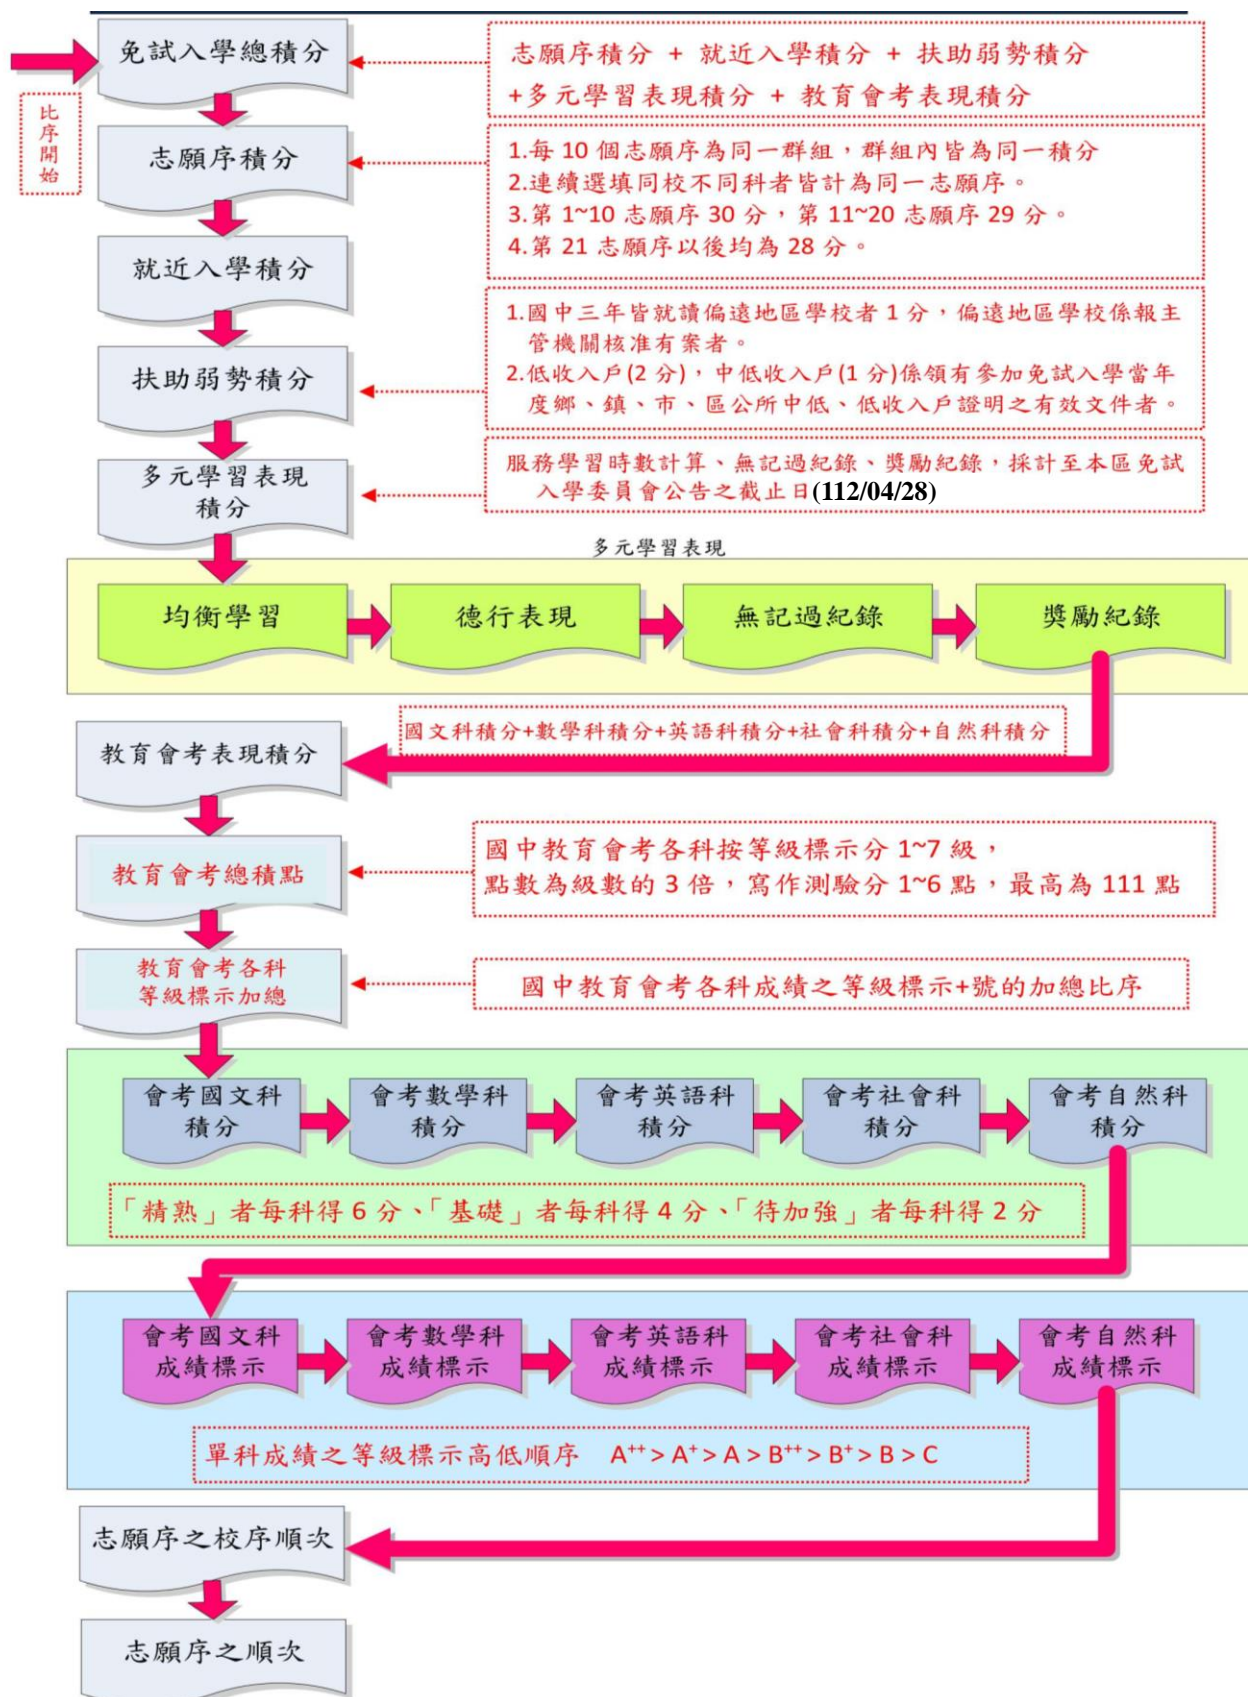 免試入學總積分
志願序積分 + 就近入學積分 + 扶助弱勢積分
+多元學習表現積分 + 教育會考表現積分
比序開始
志願序積分
1.每 10 個志願序為同一群組，群組內皆為同一積分
2.連續選填同校不同科者皆計為同一志願序。
3.第 1~10 志願序 30 分，第 11~20 志願序 29 分。
4.第 21 志願序以後均為 28 分。
就近入學積分
扶助弱勢積分
1.國中三年皆就讀偏遠地區學校者 1 分，偏遠地區學校係報主
管機關核准有案者。
2.低收入戶(2 分)，中低收入戶(1 分)係領有參加免試入學當年
度鄉、鎮、市、區公所中低、低收入戶證明之有效文件者。
多元學習表現
積分
服務學習時數計算、無記過紀錄、獎勵紀錄，採計至本區免試
入學委員會公告之截止日(112/04/28)
多元學習表現
均衡學習
德行表現
無記過紀錄
獎勵紀錄
國文科積分+數學科積分+英語科積分+社會科積分+自然科積分
教育會考表現積分
教育會考總積點
國中教育會考各科按等級標示分 1~7 級，
點數為級數的 3 倍，寫作測驗分 1~6 點，最高為 111 點
教育會考各科
等級標示加總
國中教育會考各科成績之等級標示+號的加總比序
會考國文科
積分
會考數學科
積分
會考英語科
積分
會考社會科
積分
會考自然科
積分
「精熟」者每科得 6 分、「基礎」者每科得 4 分、「待加強」者每科得 2 分
會考國文科
成績標示
會考數學科
成績標示
會考英語科
成績標示
會考社會科
成績標示
會考自然科
成績標示
單科成績之等級標示高低順序 A⁺⁺ > A⁺ > A > B⁺⁺ > B⁺ > B > C
志願序之校序順次
志願序之順次